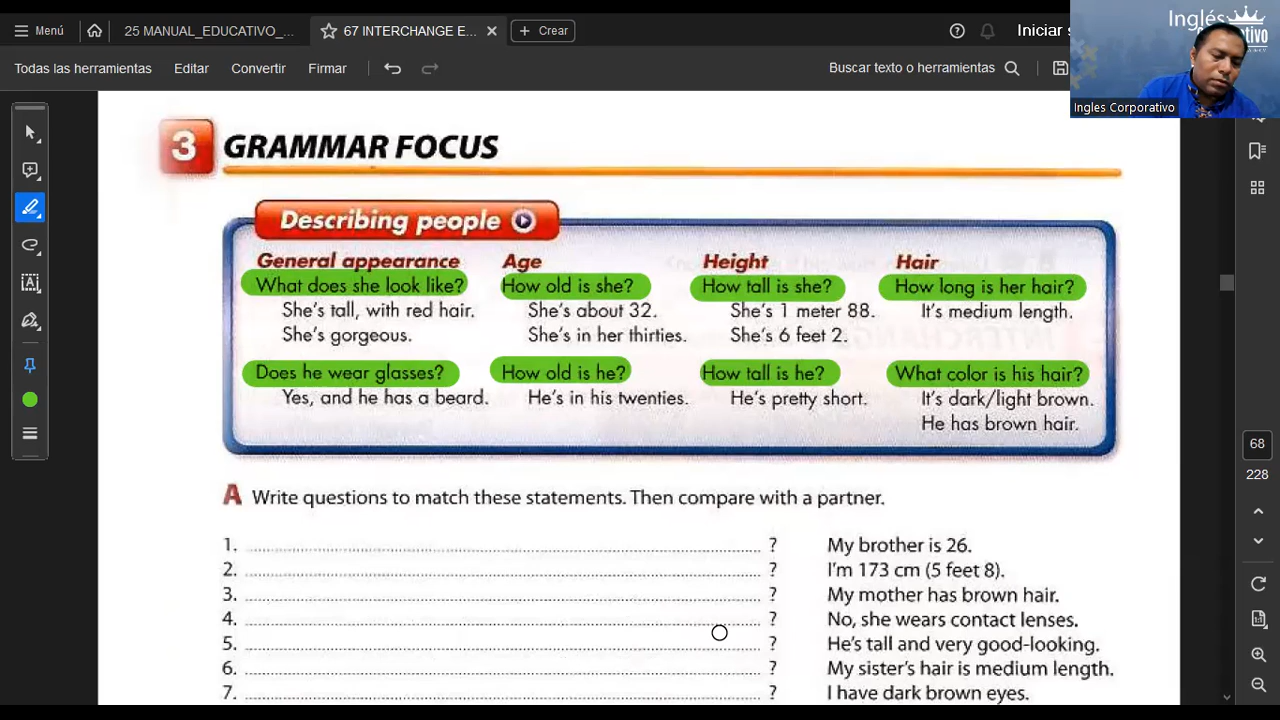 Menú
25 MANUAL_EDUCATIVO_...
67 INTERCHANGE E...
Crear
Iniciar s
Inglés
Todas las herramientas
Editar
Convertir
Firmar
Buscar texto o herramientas
Ingles Corporativo
3 GRAMMAR FOCUS
Describing people
General appearance
What does she look like?
She's tall, with red hair.
She's gorgeous.
Does he wear glasses?
Yes, and he has a beard.
Age
How old is she?
She's about 32.
She's in her thirties.
How old is he?
He's in his twenties.
Height
How tall is she?
She's 1 meter 88.
She's 6 feet 2.
How tall is he?
He's pretty short.
Hair
How long is her hair?
It's medium length.
What color is his hair?
It's dark/light brown.
He has brown hair.
A Write questions to match these statements. Then compare with a partner.
1. ? My brother is 26.
2. ? I'm 173 cm (5 feet 8).
3. ? My mother has brown hair.
4. ? No, she wears contact lenses.
5. ? He's tall and very good-looking.
6. ? My sister's hair is medium length.
7. ? I have dark brown eyes.
68
228